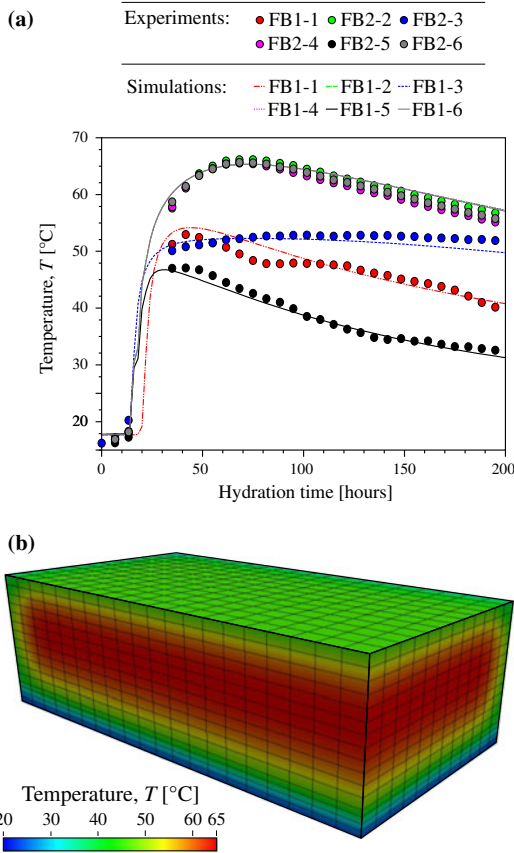 (a)
Experiments: FB1-1 FB2-2 FB2-3
FB2-4 FB2-5 FB2-6
Simulations: FB1-1 FB1-2 FB1-3
FB1-4 FB1-5 FB1-6
70
60
50
40
30
20
0 50 100 150 200
Temperature, T [°C]
Hydration time [hours]
(b)
Temperature, T [°C]
20 30 40 50 60 65